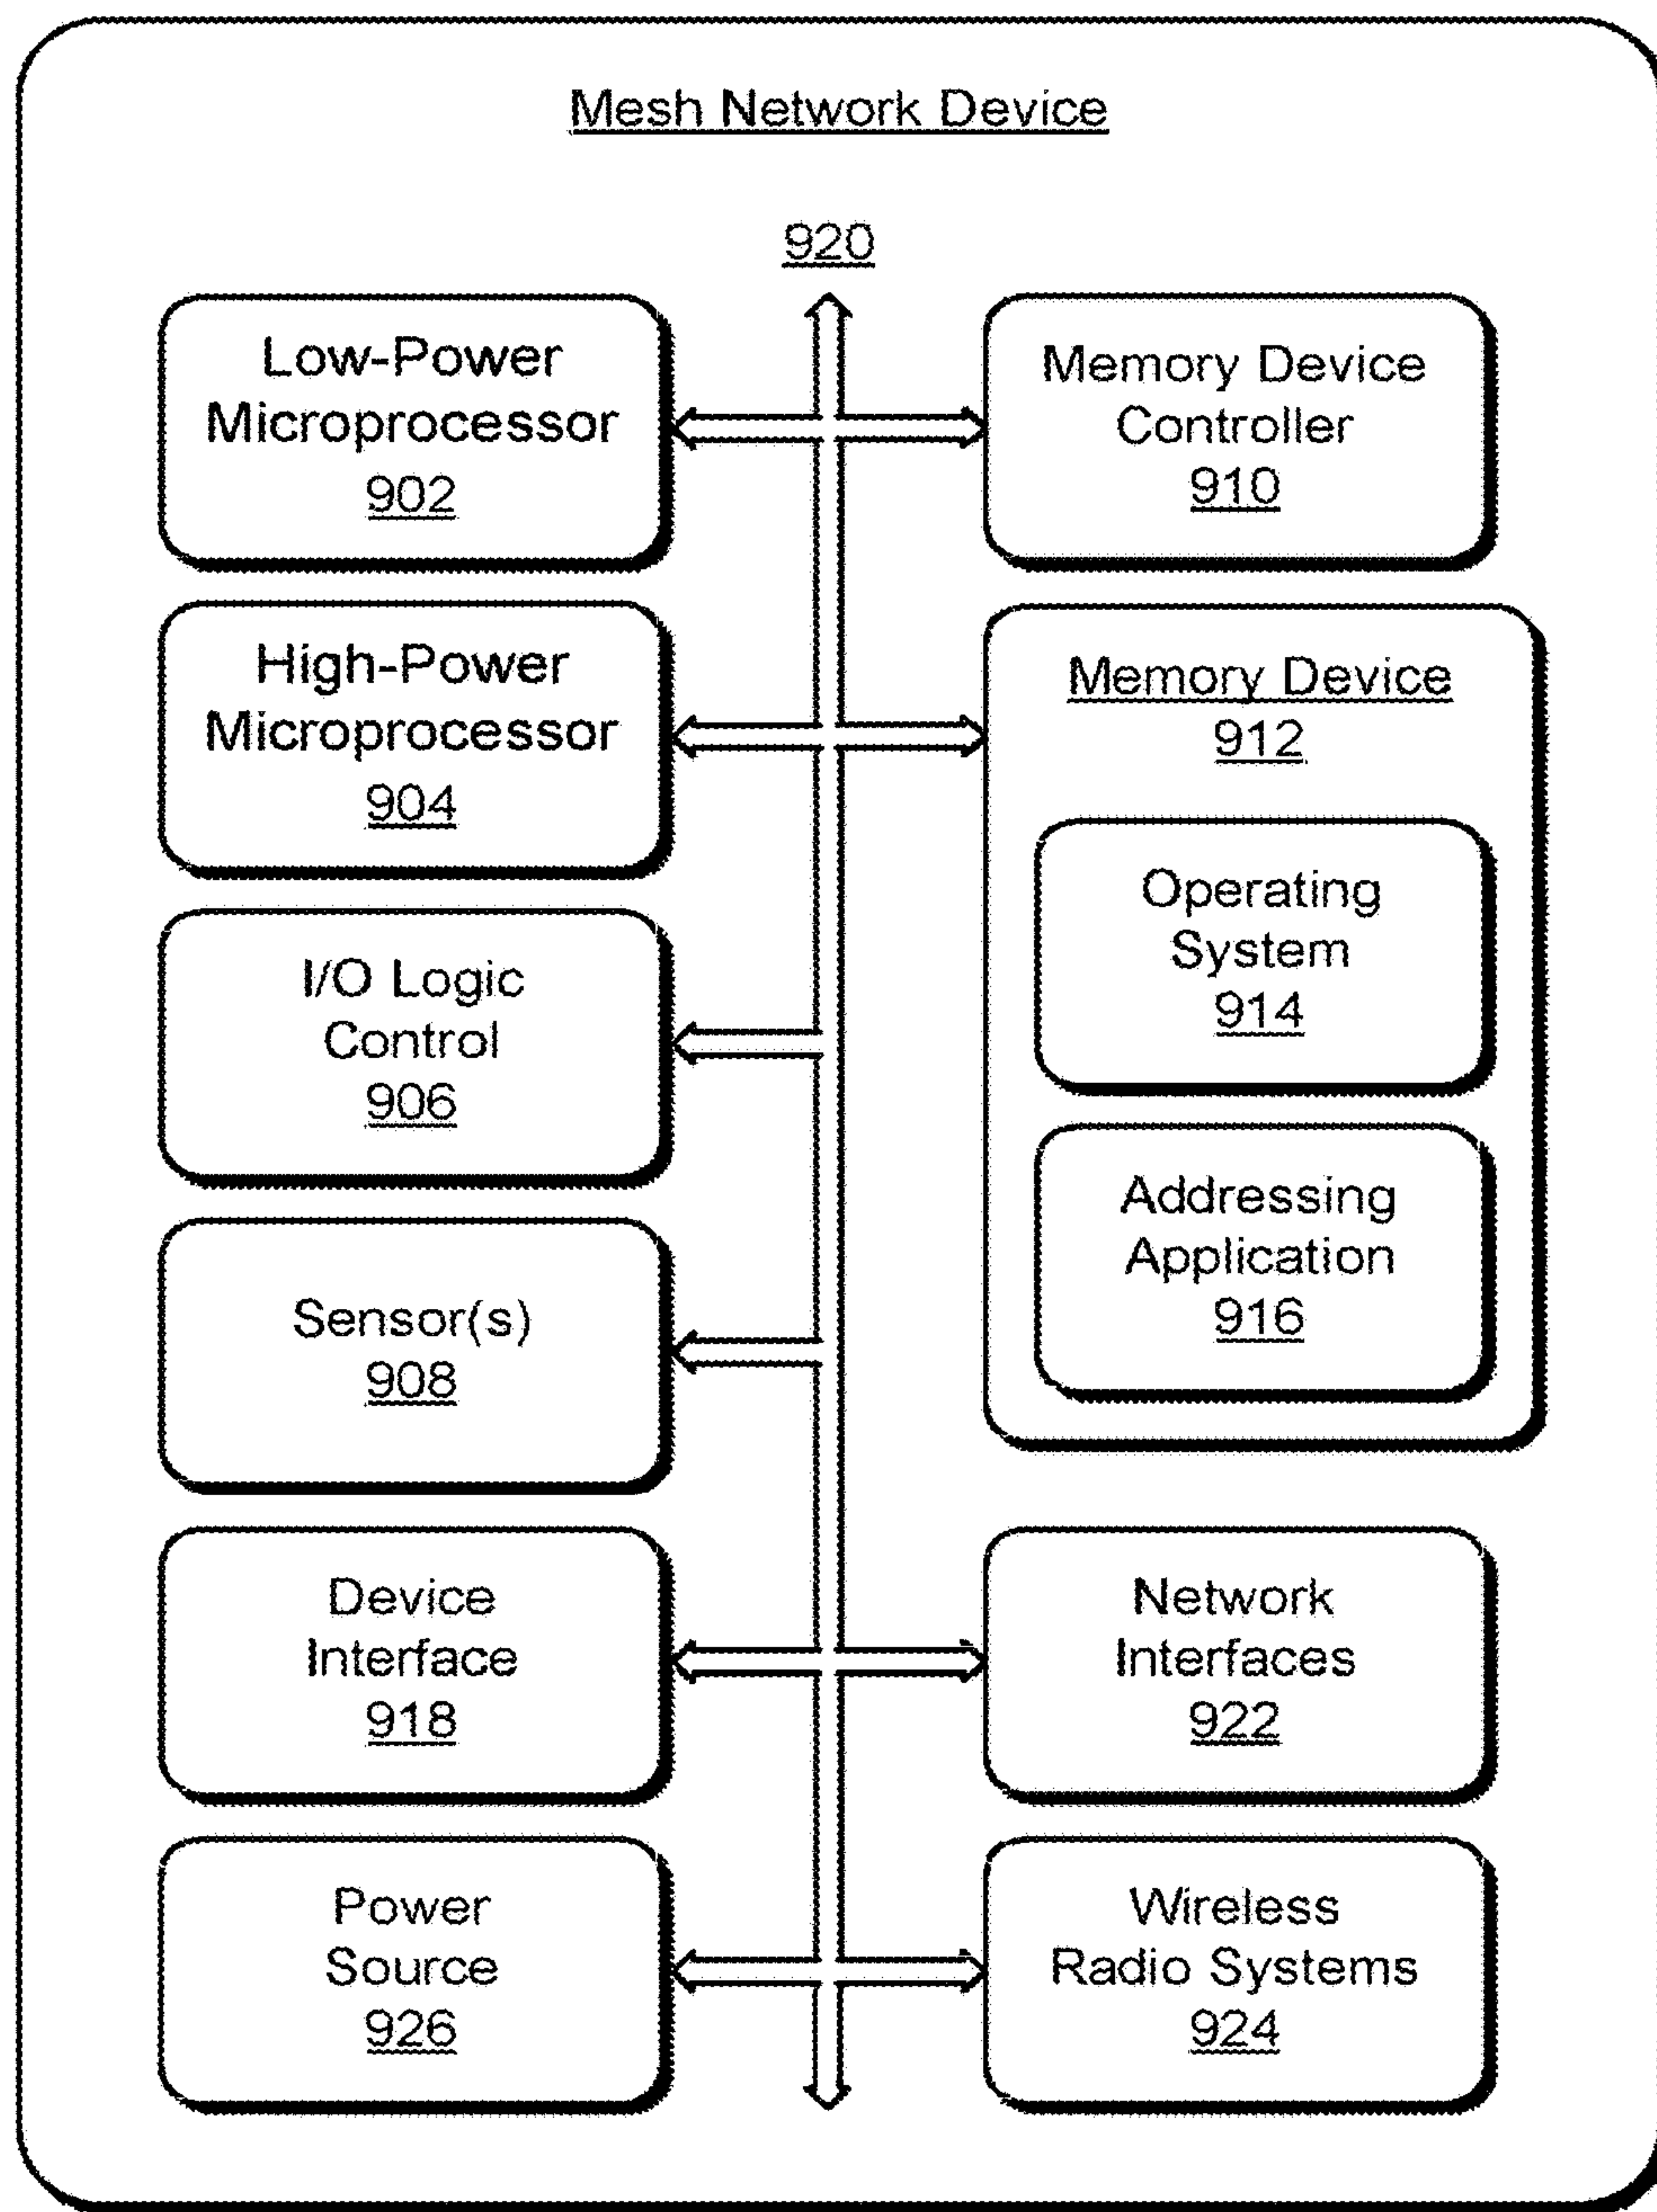 Mesh Network Device
920
Low-Power
Microprocessor
902
High-Power
Microprocessor
904
I/O Logic
Control
906
Sensor(s)
908
Device
Interface
918
Power
Source
926
Memory Device
Controller
910
Memory Device
912
Operating
System
914
Addressing
Application
916
Network
Interfaces
922
Wireless
Radio Systems
924